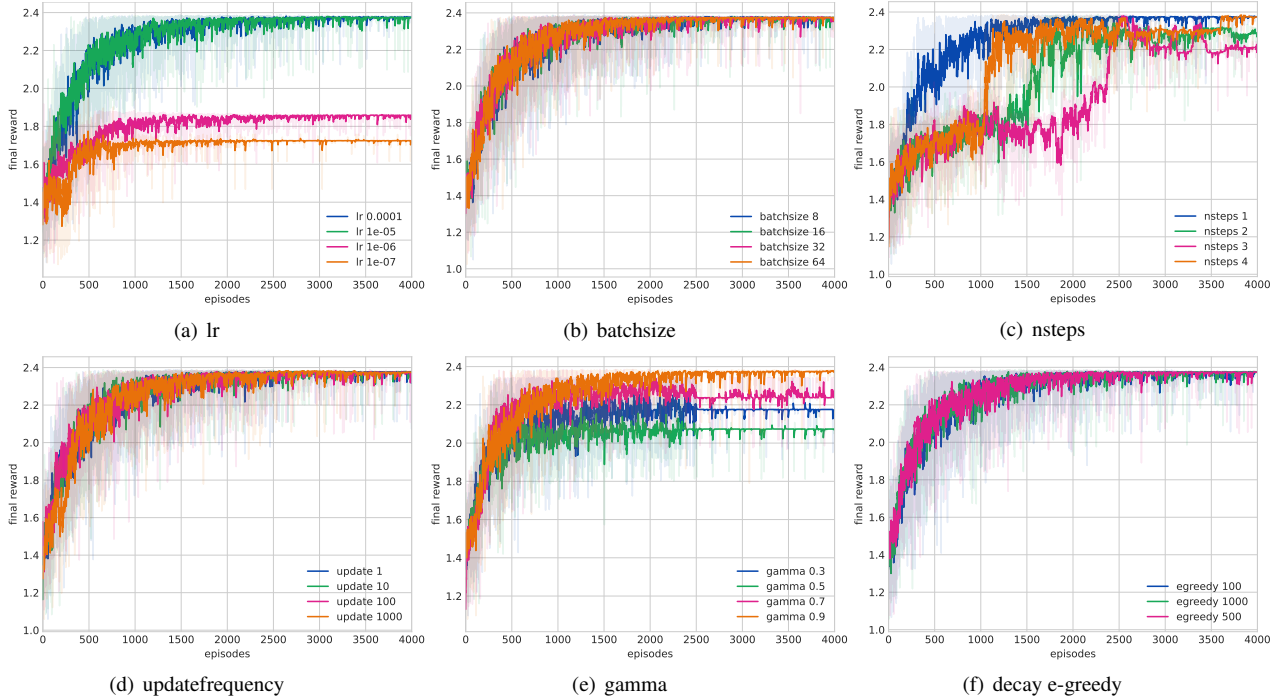 2.4
2.2
2.0
1.8
1.6
1.4
1.2
final reward
0 500 1000 1500 2000 2500 3000 3500 4000
episodes
lr 0.0001
lr 1e-05
lr 1e-06
lr 1e-07
(a) lr
2.4
2.2
2.0
1.8
1.6
1.4
1.2
1.0
final reward
0 500 1000 1500 2000 2500 3000 3500 4000
episodes
batchsize 8
batchsize 16
batchsize 32
batchsize 64
(b) batchsize
2.4
2.2
2.0
1.8
1.6
1.4
1.2
1.0
final reward
0 500 1000 1500 2000 2500 3000 3500 4000
episodes
nsteps 1
nsteps 2
nsteps 3
nsteps 4
(c) nsteps
2.4
2.2
2.0
1.8
1.6
1.4
1.2
1.0
final reward
0 500 1000 1500 2000 2500 3000 3500 4000
episodes
update 1
update 10
update 100
update 1000
(d) updatefrequency
2.4
2.2
2.0
1.8
1.6
1.4
1.2
final reward
0 500 1000 1500 2000 2500 3000 3500 4000
episodes
gamma 0.3
gamma 0.5
gamma 0.7
gamma 0.9
(e) gamma
2.4
2.2
2.0
1.8
1.6
1.4
1.2
1.0
final reward
0 500 1000 1500 2000 2500 3000 3500 4000
episodes
egreedy 100
egreedy 1000
egreedy 500
(f) decay e-greedy